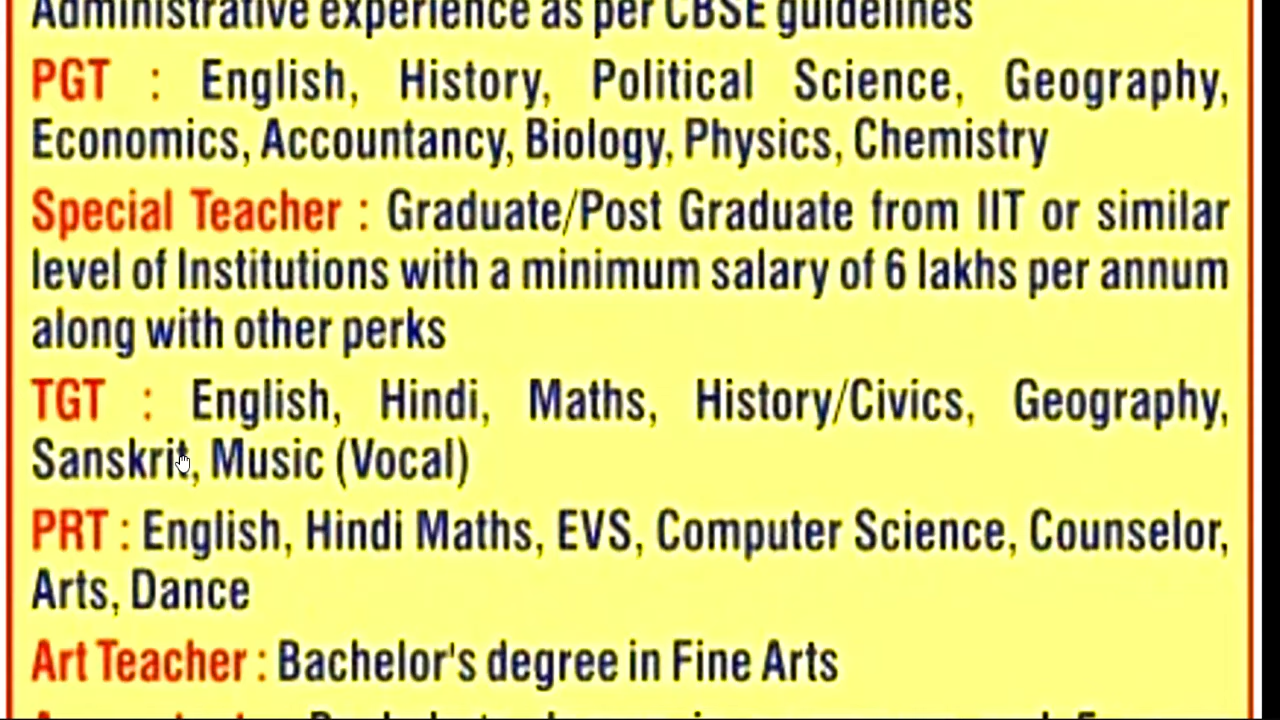 Administrative experience as per CBSE guidelines
PGT : English, History, Political Science, Geography,
Economics, Accountancy, Biology, Physics, Chemistry
Special Teacher : Graduate/Post Graduate from IIT or similar
level of Institutions with a minimum salary of 6 lakhs per annum
along with other perks
TGT : English, Hindi, Maths, History/Civics, Geography,
Sanskrit, Music (Vocal)
PRT : English, Hindi Maths, EVS, Computer Science, Counselor,
Arts, Dance
Art Teacher : Bachelor's degree in Fine Arts